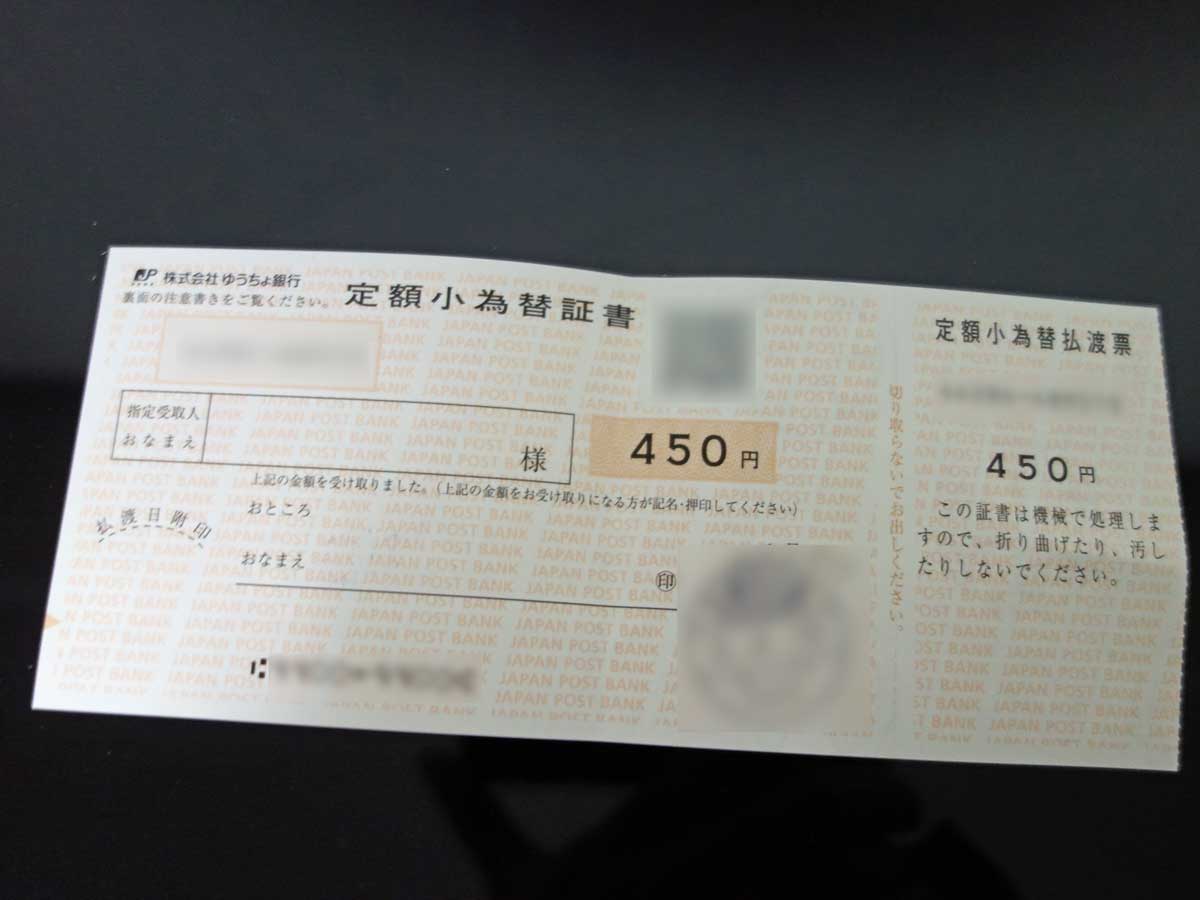 JP 株式会社 ゆうちょ銀行
裏面の注意書きをご覧ください。
定額小為替証書
指定受取人
おなまえ
様
450円
上記の金額を受け取りました。(上記の金額をお受け取りになる方が記名・押印してください)
おところ
おなまえ
印
払渡日附印
切り取らないでお出しください。
定額小為替払渡票
450円
この証書は機械で処理しま
すので、折り曲げたり、汚し
たりしないでください。
JAPAN POST BANK